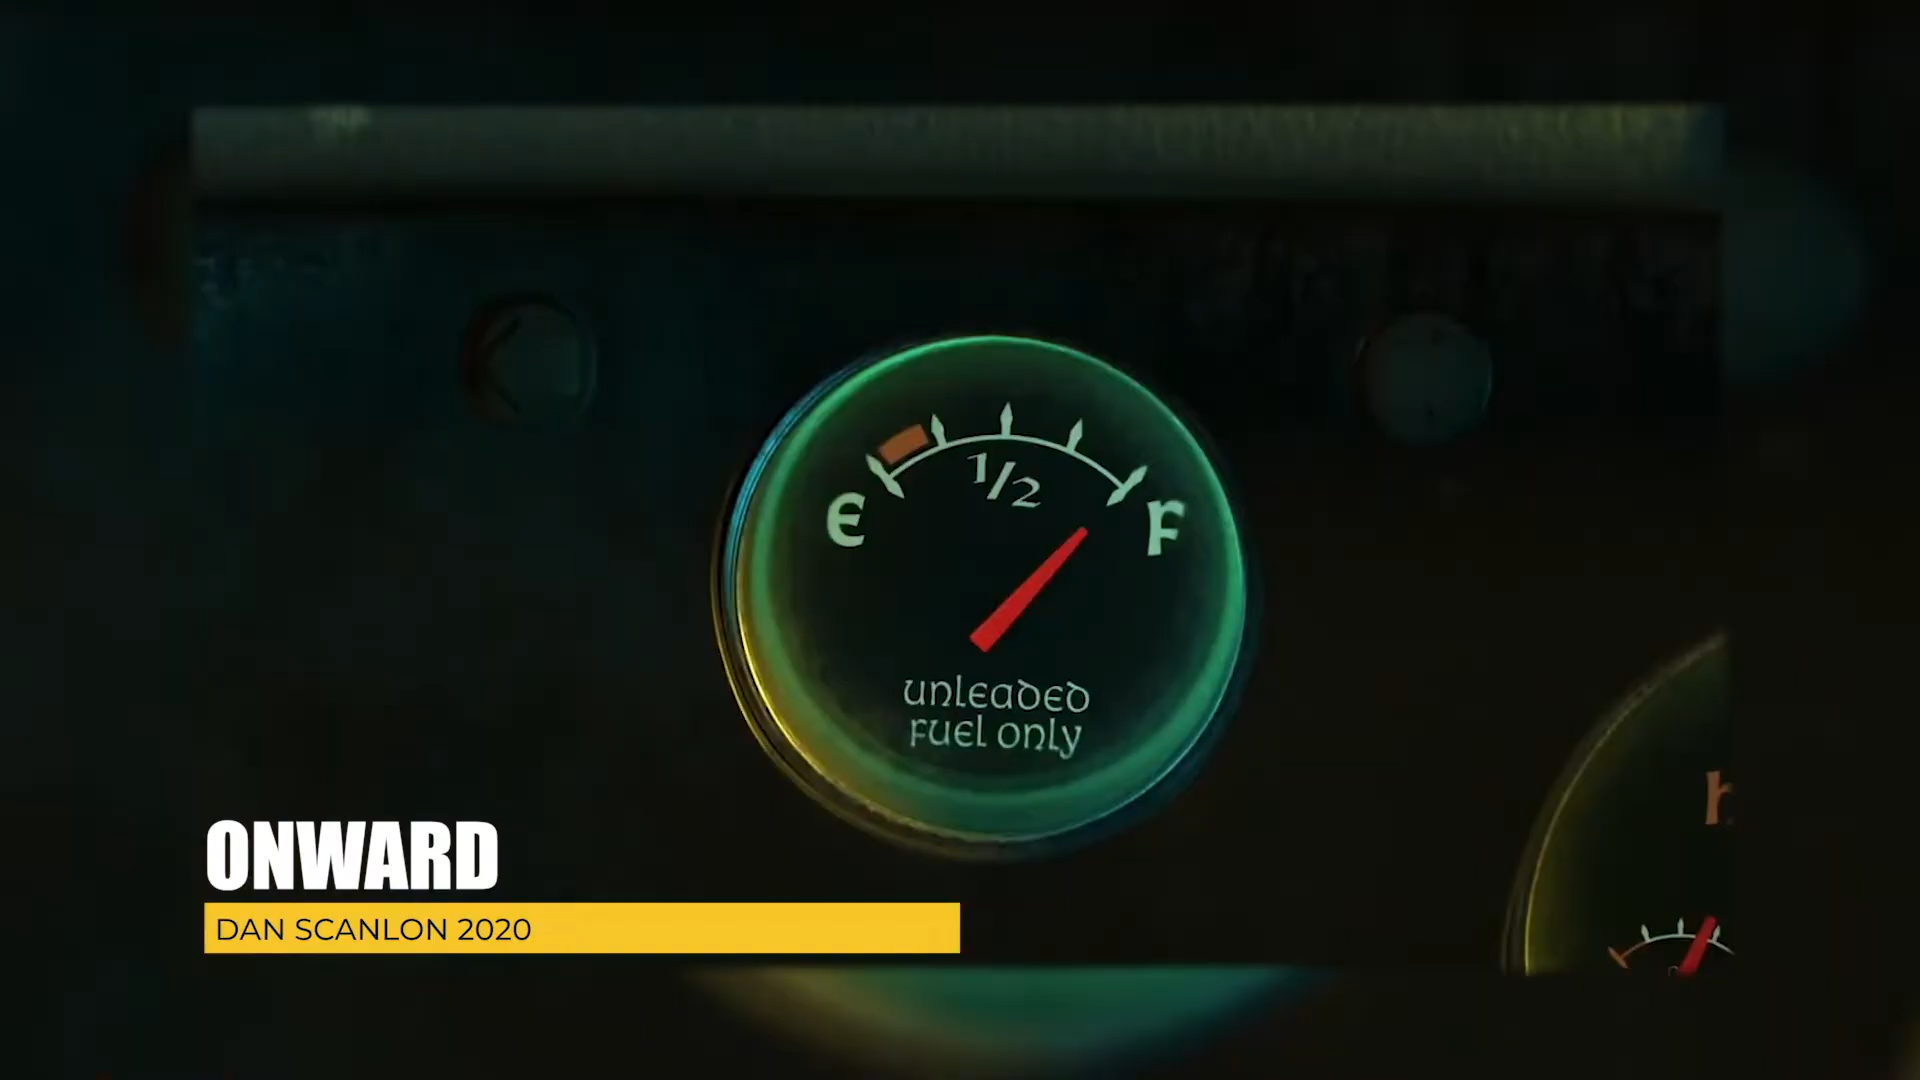 1/2
E F
unleaded
fuel only
h
ONWARD
DAN SCANLON 2020